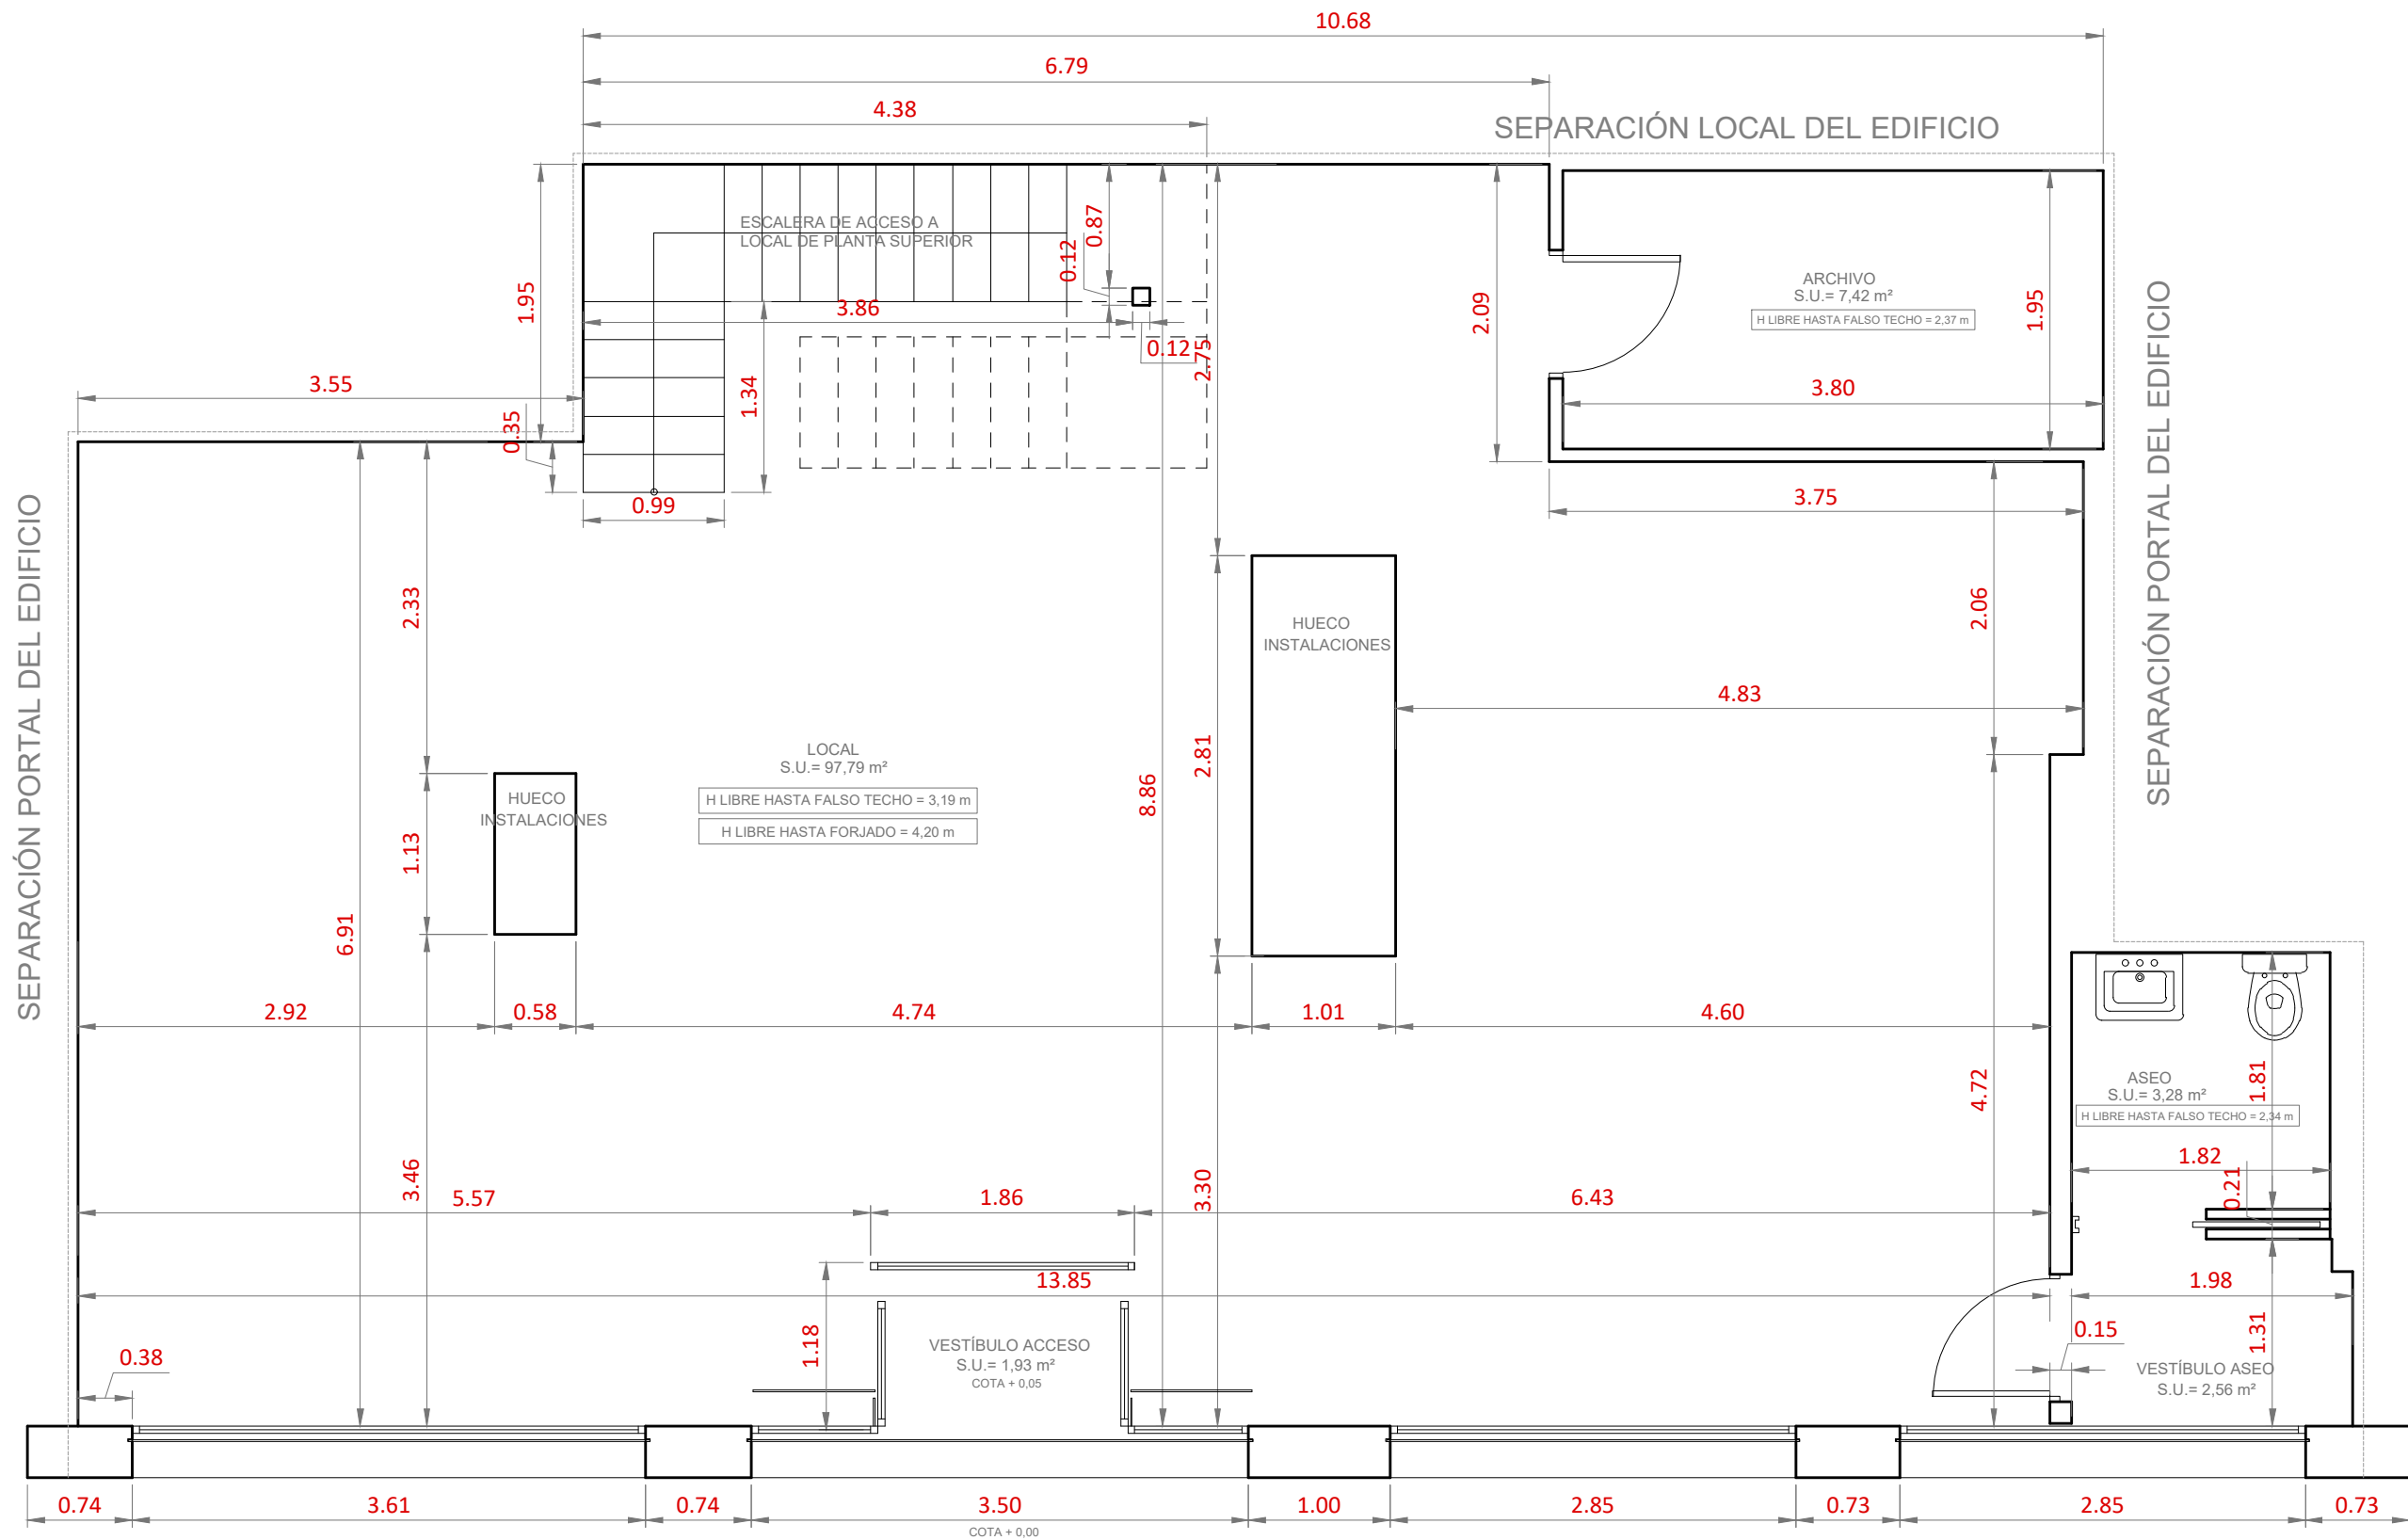 10.68
6.79
4.38
SEPARACIÓN LOCAL DEL EDIFICIO
ESCALERA DE ACCESO A
LOCAL DE PLANTA SUPERIOR
0.87
0.12
1.95
3.86
0.12
2.75
2.09
ARCHIVO
S.U.= 7,42 m²
H LIBRE HASTA FALSO TECHO = 2,37 m
1.95
3.80
SEPARACIÓN PORTAL DEL EDIFICIO
3.55
0.35
1.34
0.99
3.75
SEPARACIÓN PORTAL DEL EDIFICIO
2.33
HUECO
INSTALACIONES
2.06
4.83
LOCAL
S.U.= 97,79 m²
H LIBRE HASTA FALSO TECHO = 3,19 m
H LIBRE HASTA FORJADO = 4,20 m
2.81
8.86
HUECO
INSTALACIONES
1.13
6.91
2.92
0.58
4.74
1.01
4.60
4.72
ASEO
S.U.= 3,28 m²
H LIBRE HASTA FALSO TECHO = 2,34 m
1.81
1.82
0.21
3.46
5.57
1.86
3.30
6.43
13.85
1.98
1.18
VESTÍBULO ACCESO
S.U.= 1,93 m²
COTA + 0,05
0.38
0.15
1.31
VESTÍBULO ASEO
S.U.= 2,56 m²
0.74
3.61
0.74
3.50
1.00
2.85
0.73
2.85
0.73
COTA + 0,00